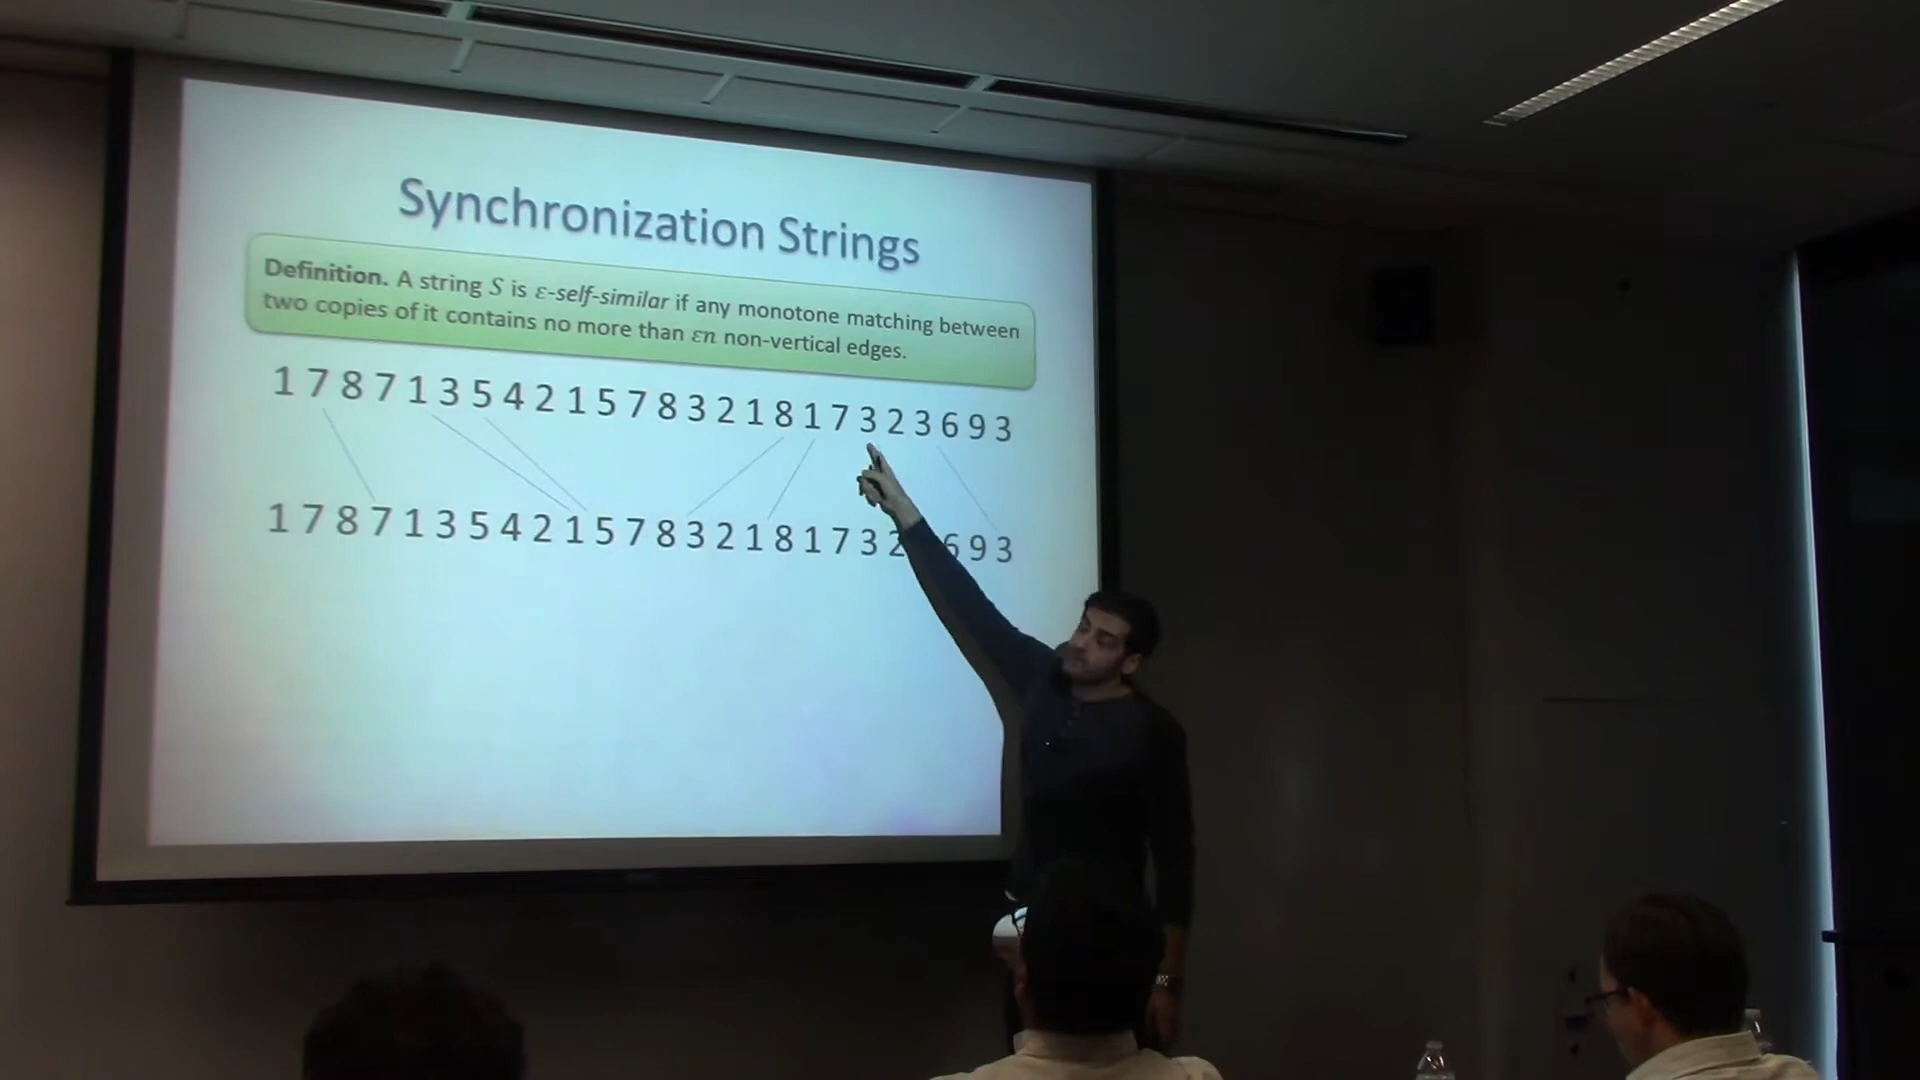 Synchronization Strings
Definition. A string S is ε-self-similar if any monotone matching between
two copies of it contains no more than εn non-vertical edges.
1 7 8 7 1 3 5 4 2 1 5 7 8 3 2 1 8 1 7 3 2 3 6 9 3
1 7 8 7 1 3 5 4 2 1 5 7 8 3 2 1 8 1 7 3 2 6 9 3